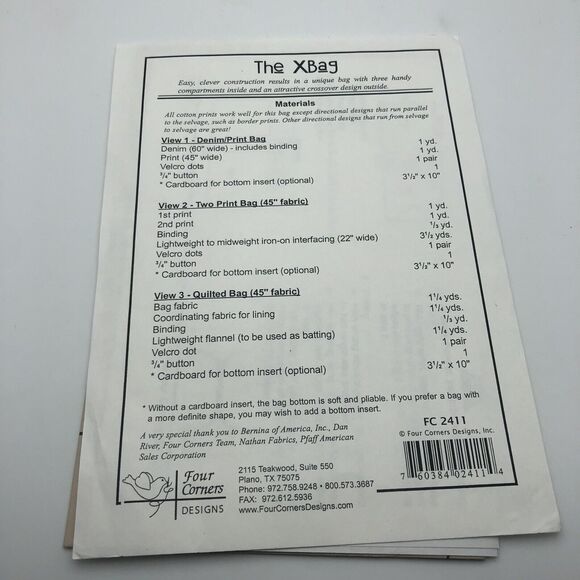 The XBag
Easy, clever construction results in a unique bag with three handy
compartments inside and an attractive crossover design outside.
Materials
All cotton prints work well for this bag except directional designs that run parallel
to the selvage, such as border prints. Other directional designs that run from selvage
to selvage are great!
View 1 - Denim/Print Bag
Denim (60" wide) - includes binding 1 yd.
Print (45" wide) 1 yd.
Velcro dots 1 pair
3/4" button 1
* Cardboard for bottom insert (optional) 3 1/2" x 10"
View 2 - Two Print Bag (45" fabric)
1st print 1 yd.
2nd print 1 yd.
Binding 1/3 yd.
Lightweight to midweight iron-on interfacing (22" wide) 3 1/2 yds.
Velcro dots 1 pair
3/4" button 1
* Cardboard for bottom insert (optional) 3 1/2" x 10"
View 3 - Quilted Bag (45" fabric)
Bag fabric 1 1/4 yds.
Coordinating fabric for lining 1 1/4 yds.
Binding 1/3 yd.
Lightweight flannel (to be used as batting) 1 1/4 yds.
Velcro dot 1 pair
3/4" button 1
* Cardboard for bottom insert (optional) 3 1/2" x 10"
* Without a cardboard insert, the bag bottom is soft and pliable. If you prefer a bag with
a more definite shape, you may wish to add a bottom insert.
A very special thank you to Bernina of America, Inc., Dan
River, Four Corners Team, Nathan Fabrics, Pfaff American
Sales Corporation
FC 2411
© Four Corners Designs, Inc.
7 60384 02411 4
Four
Corners
DESIGNS
2115 Teakwood, Suite 550
Plano, TX 75075
Phone: 972.758.9248 • 800.573.3687
FAX: 972.612.5936
www.FourCornersDesigns.com